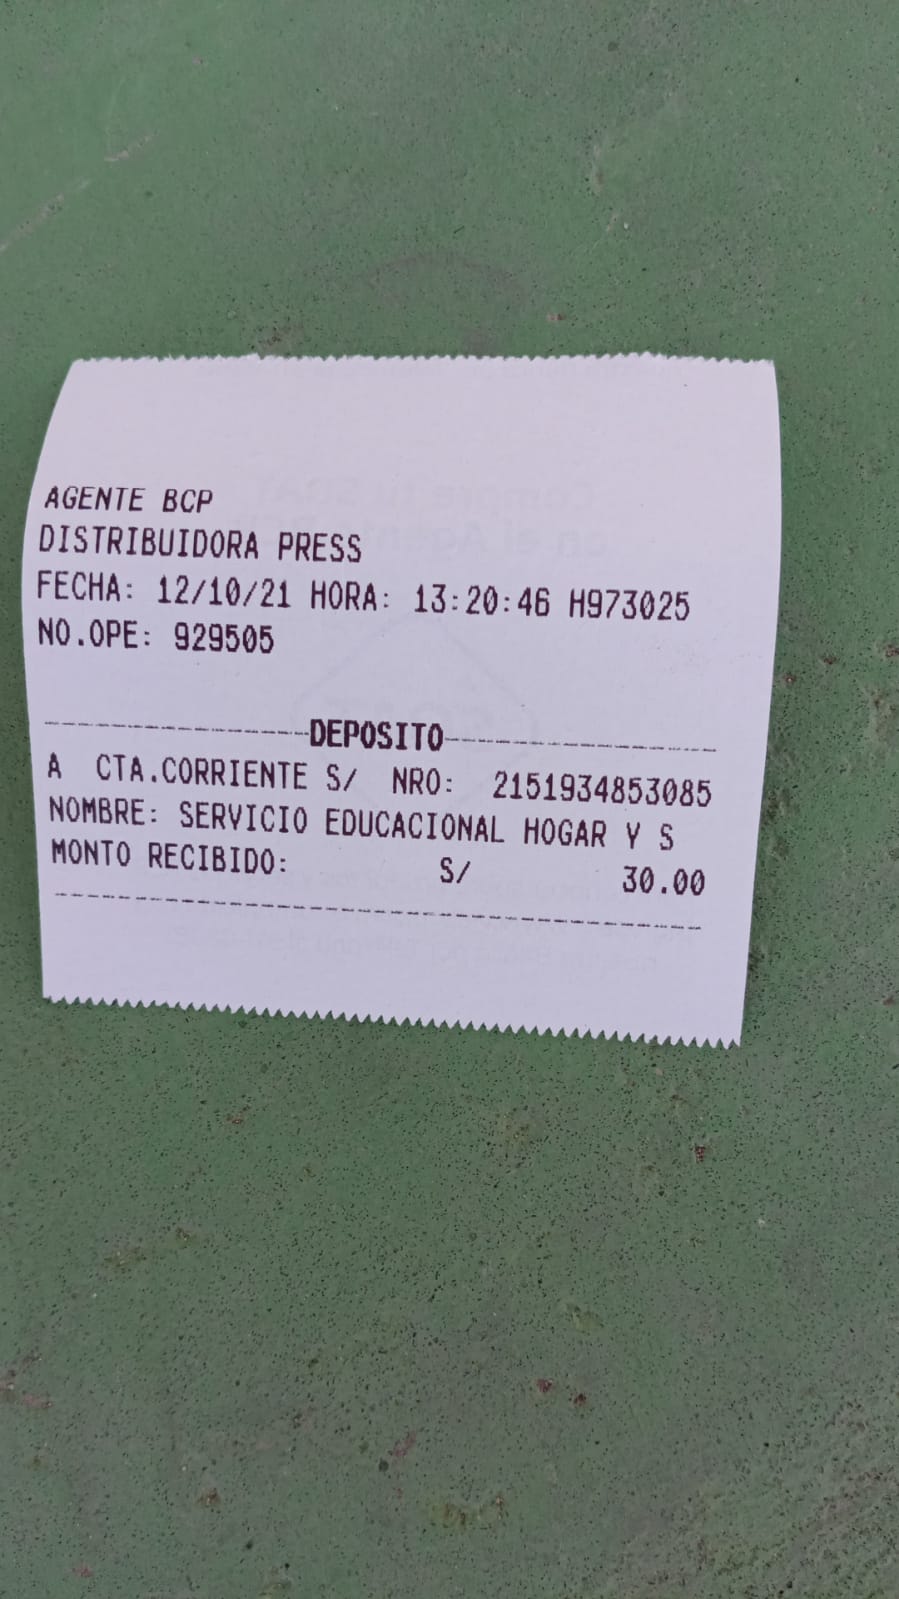 AGENTE BCP
DISTRIBUIDORA PRESS
FECHA: 12/10/21 HORA: 13:20:46 H973025
NO.OPE: 929505
DEPOSITO
A CTA.CORRIENTE S/ NRO: 2151934853085
NOMBRE: SERVICIO EDUCACIONAL HOGAR Y S
MONTO RECIBIDO: S/ 30.00